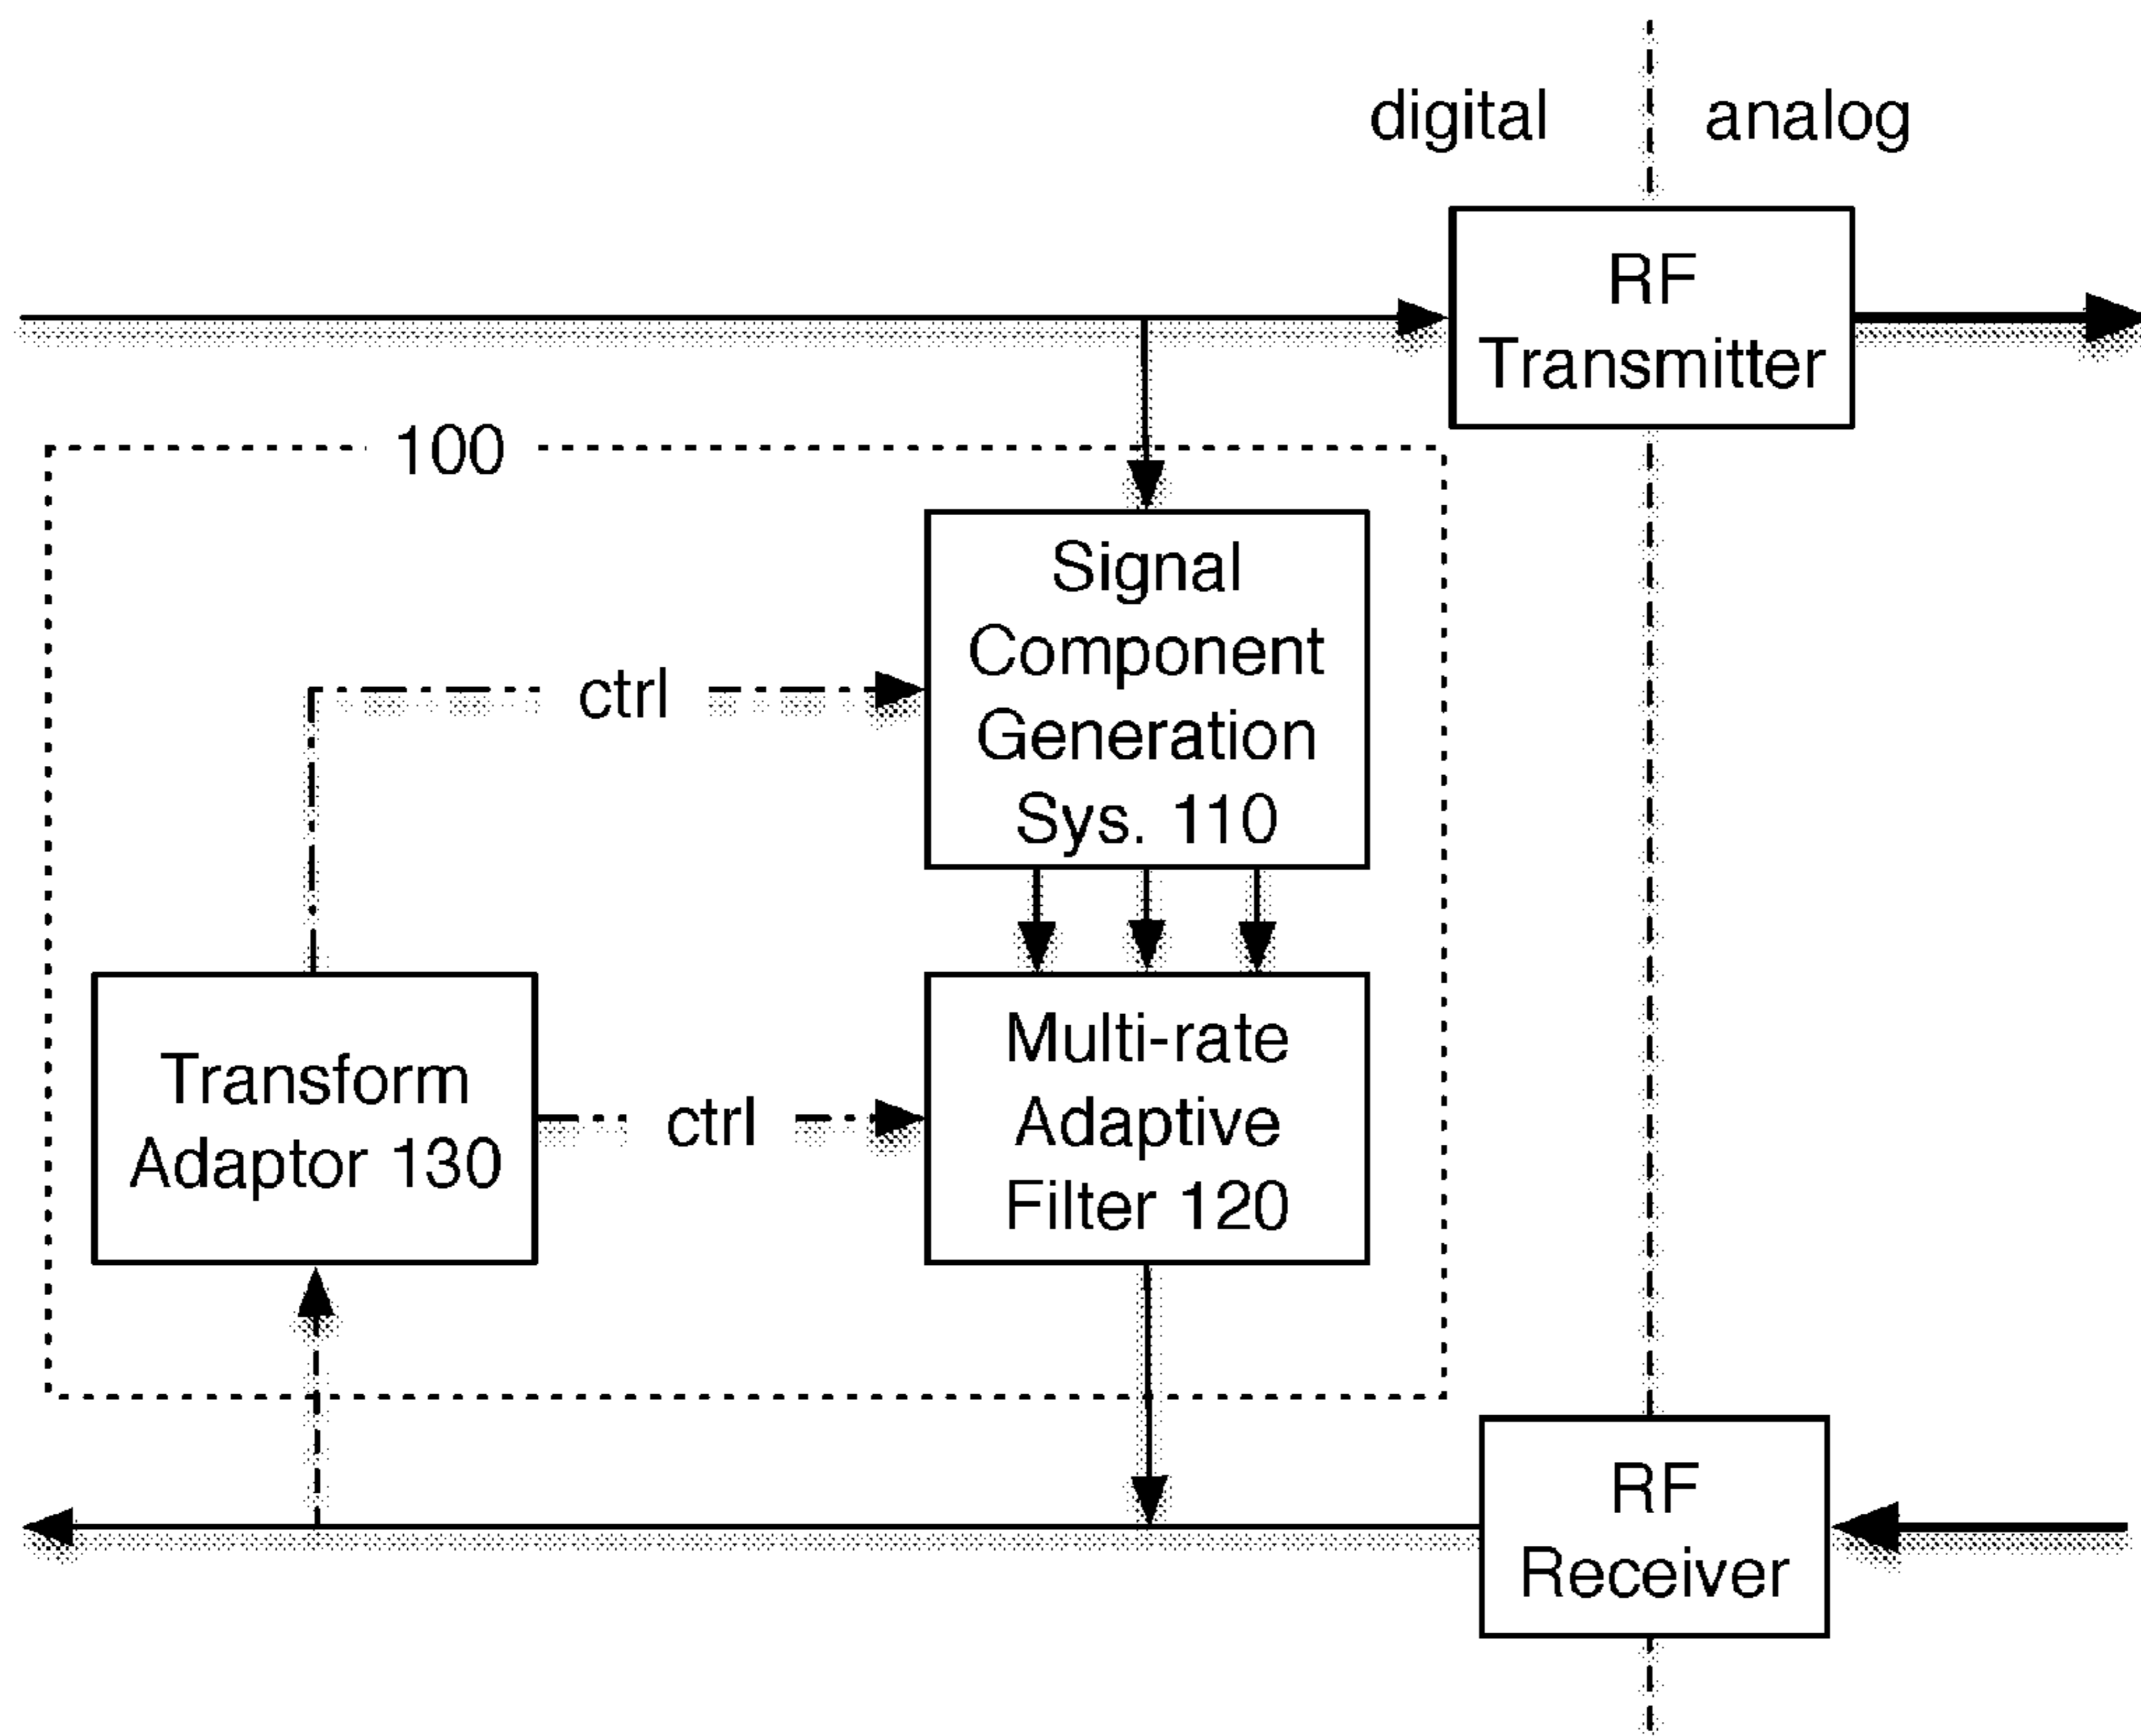 digital
analog
RF
Transmitter
100
Signal
Component
Generation
Sys. 110
ctrl
Transform
Adaptor 130
ctrl
Multi-rate
Adaptive
Filter 120
RF
Receiver